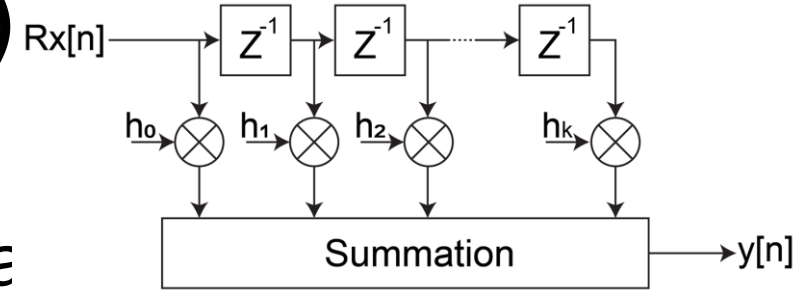 Rx[n] Z⁻¹ Z⁻¹ Z⁻¹
h₀ h₁ h₂ hₖ
Summation y[n]